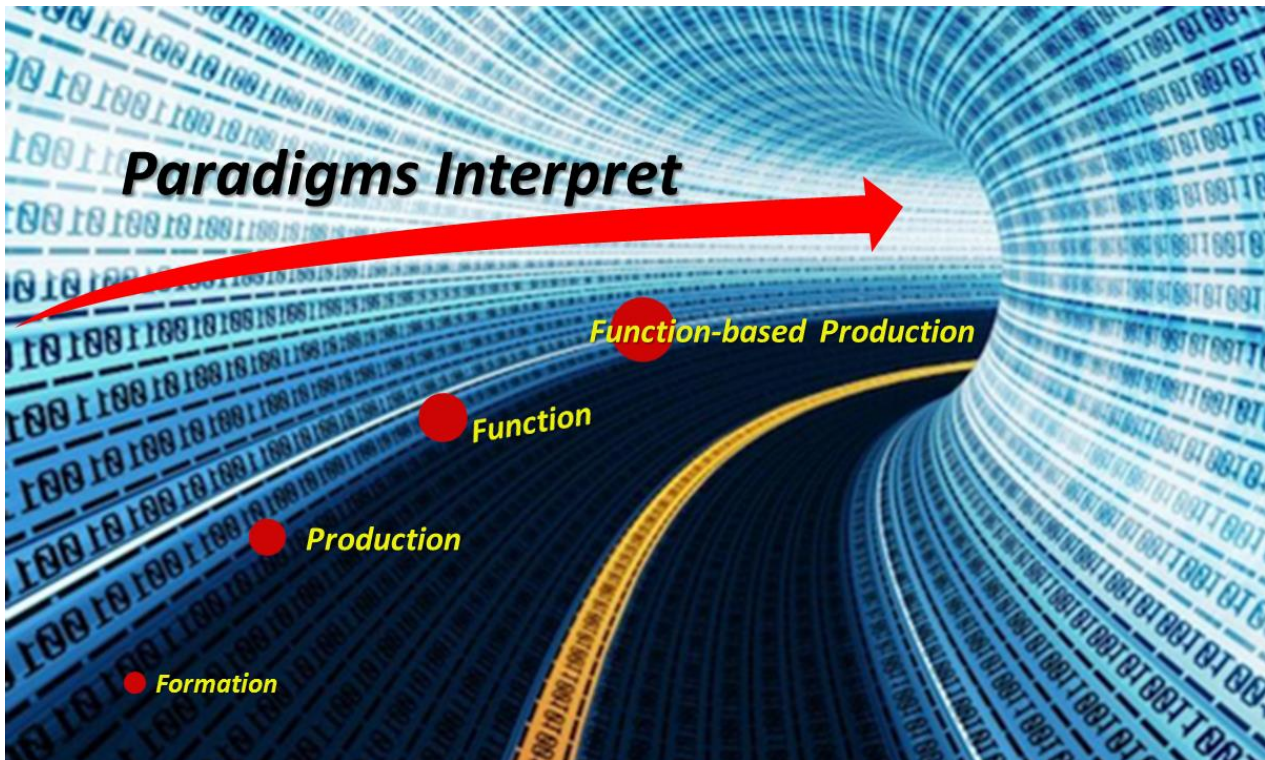 Paradigms Interpret
Function-based Production
Function
Production
Formation